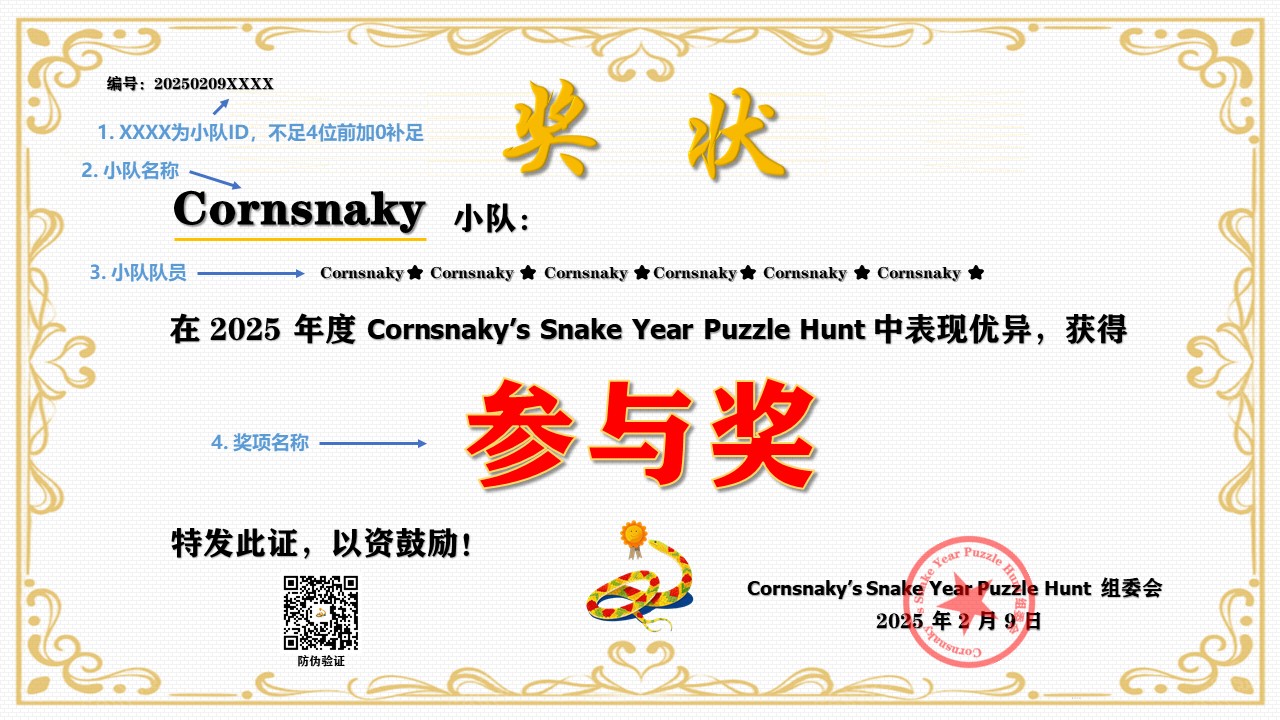 编号：20250209XXXX
1. XXXX为小队ID，不足4位前加0补足
奖 状
2. 小队名称
Cornsnaky 小队：
3. 小队队员
Cornsnaky★ Cornsnaky ★ Cornsnaky ★Cornsnaky★ Cornsnaky ★ Cornsnaky ★
在 2025 年度 Cornsnaky’s Snake Year Puzzle Hunt 中表现优异，获得
参与奖
4. 奖项名称
特发此证，以资鼓励！
防伪验证
Cornsnaky’s Snake Year Puzzle Hunt 组委会
2025 年 2 月 9 日
Cornsnaky’s Snake Year Puzzle Hunt 组委会